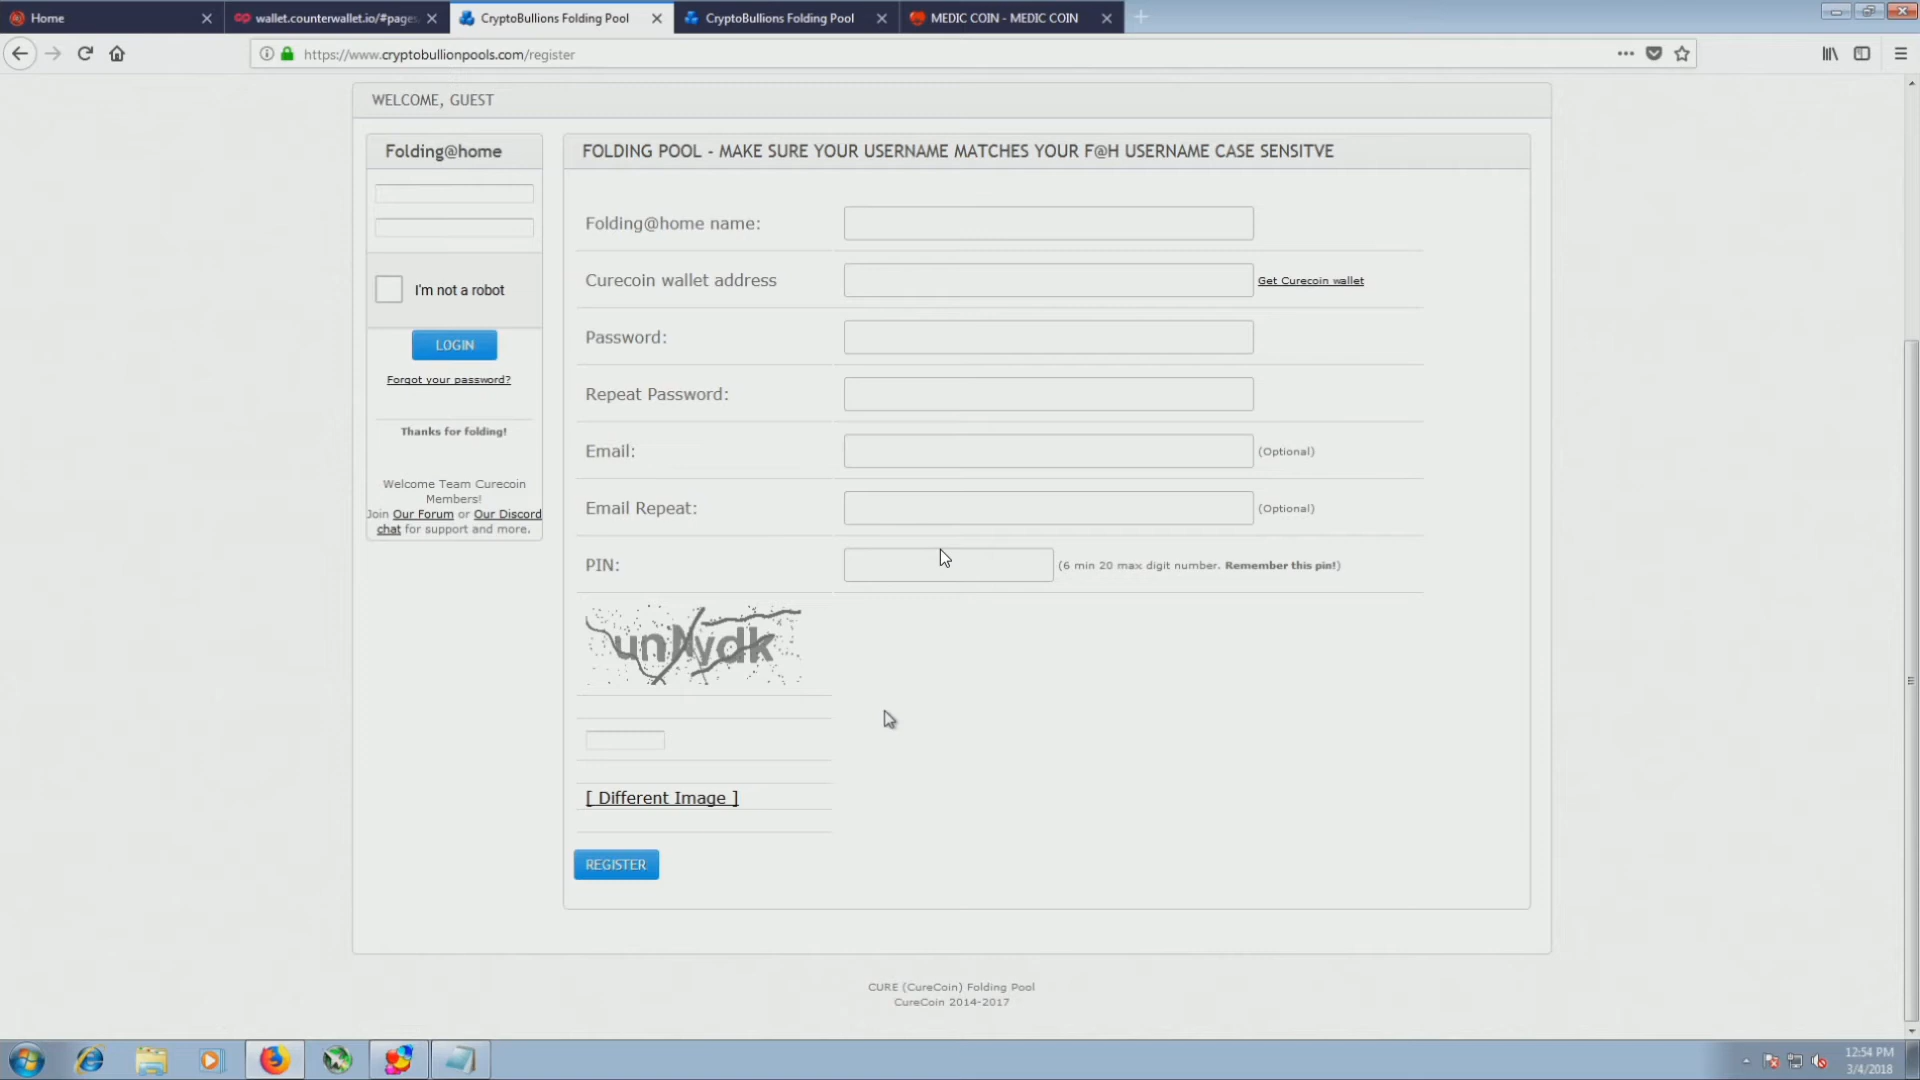 Home
wallet.counterwallet.io/#pages
CryptoBullions Folding Pool
CryptoBullions Folding Pool
MEDIC COIN - MEDIC COIN
https://www.cryptobullionpools.com/register
WELCOME, GUEST
Folding@home
I'm not a robot
LOGIN
Forgot your password?
Thanks for folding!
Welcome Team Curecoin
Members!
Join Our Forum or Our Discord
chat for support and more.
FOLDING POOL - MAKE SURE YOUR USERNAME MATCHES YOUR F@H USERNAME CASE SENSITVE
Folding@home name:
Curecoin wallet address Get Curecoin wallet
Password:
Repeat Password:
Email: (Optional)
Email Repeat: (Optional)
PIN: (6 min 20 max digit number. Remember this pin!)
[ Different Image ]
REGISTER
CURE (CureCoin) Folding Pool
CureCoin 2014-2017
12:54 PM
3/4/2018